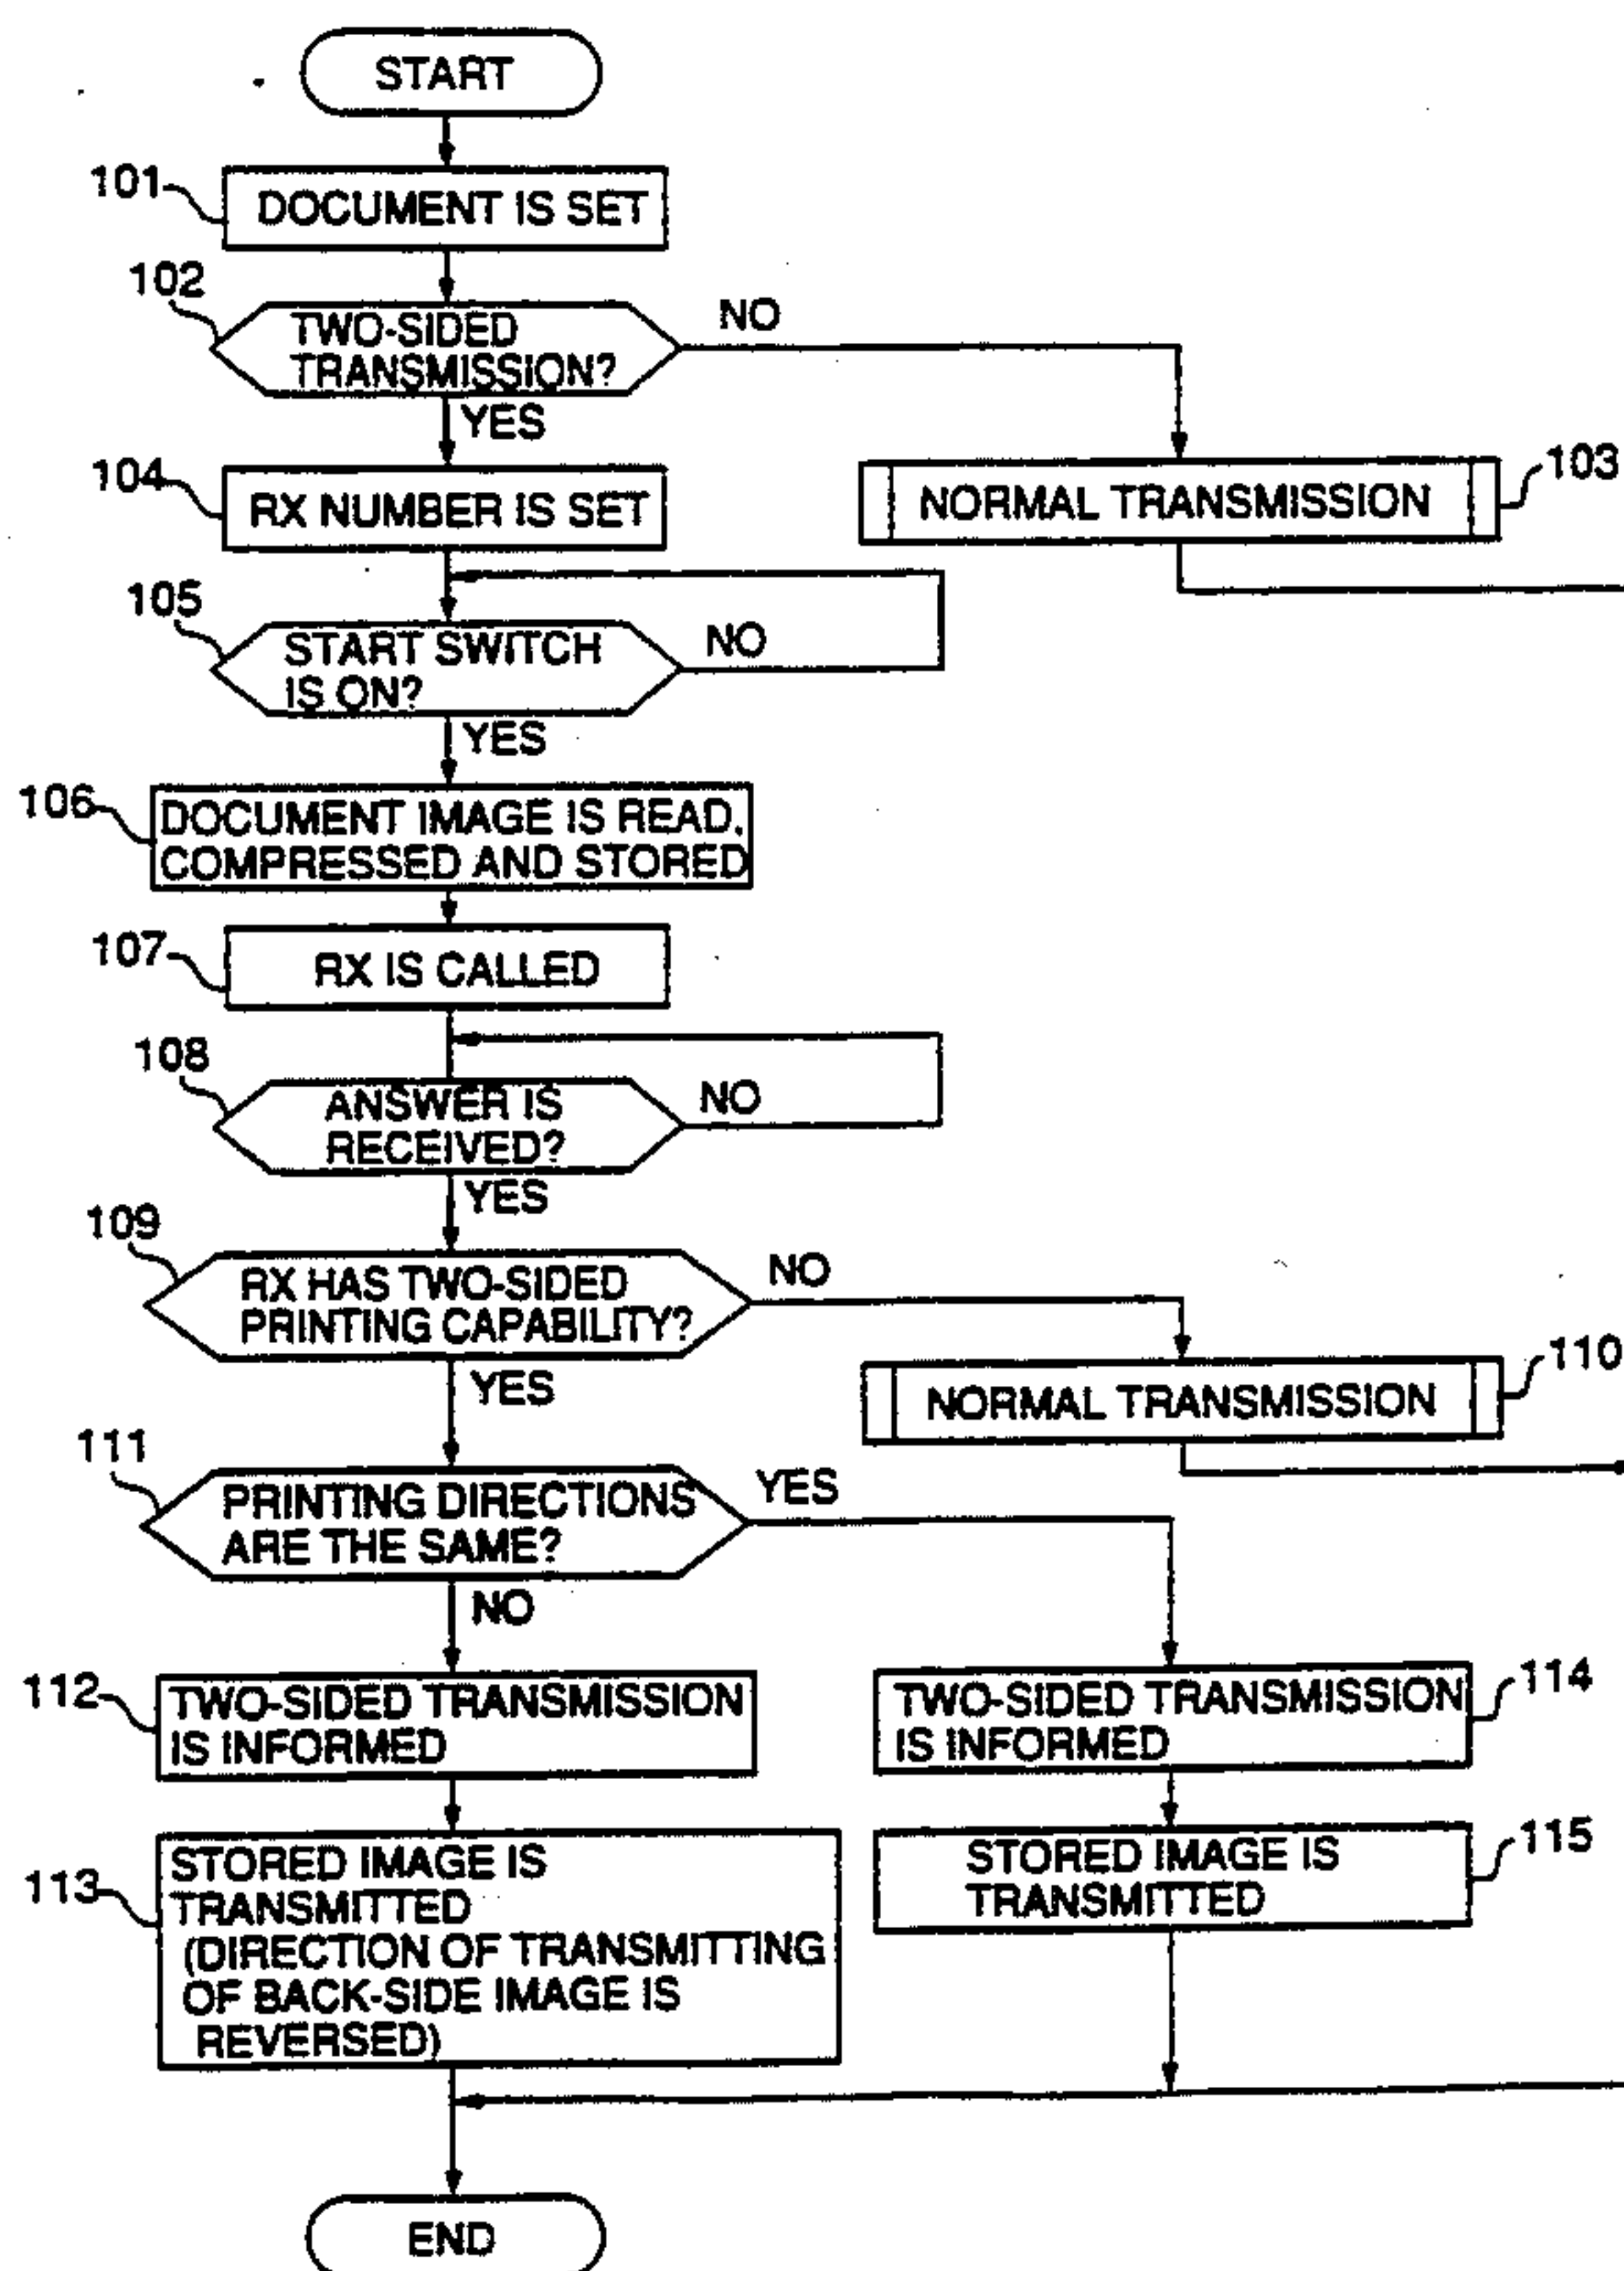 START
101
DOCUMENT IS SET
102
TWO-SIDED
TRANSMISSION?
NO
YES
103
NORMAL TRANSMISSION
104
RX NUMBER IS SET
105
START SWITCH
IS ON?
NO
YES
106
DOCUMENT IMAGE IS READ,
COMPRESSED AND STORED
107
RX IS CALLED
108
ANSWER IS
RECEIVED?
NO
YES
109
RX HAS TWO-SIDED
PRINTING CAPABILITY?
NO
YES
110
NORMAL TRANSMISSION
111
PRINTING DIRECTIONS
ARE THE SAME?
YES
NO
112
TWO-SIDED TRANSMISSION
IS INFORMED
114
TWO-SIDED TRANSMISSION
IS INFORMED
113
STORED IMAGE IS
TRANSMITTED
(DIRECTION OF TRANSMITTING
OF BACK-SIDE IMAGE IS
REVERSED)
115
STORED IMAGE IS
TRANSMITTED
END